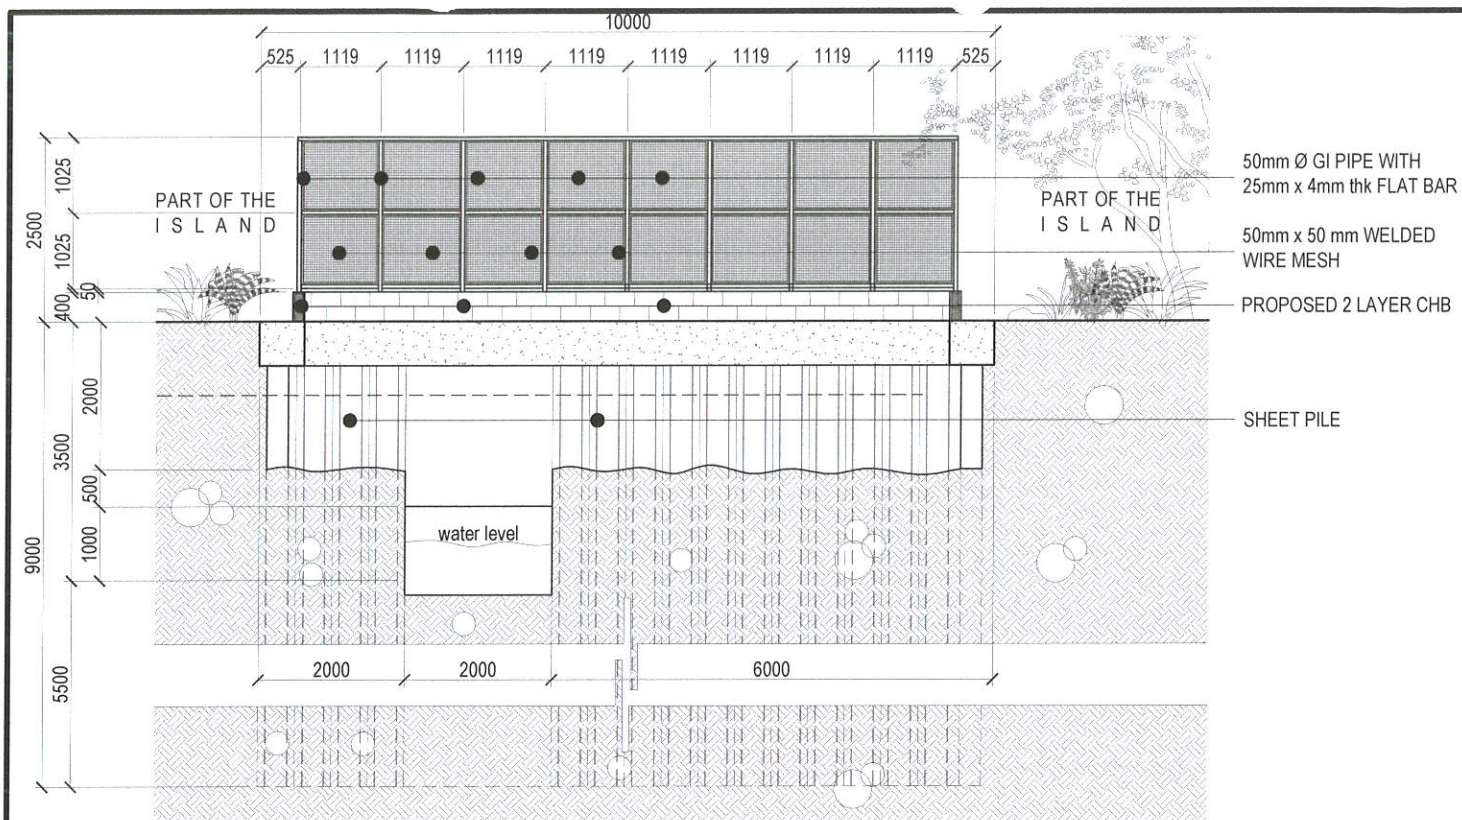 10000
525 1119 1119 1119 1119 1119 1119 1119 1119 525
50mm Ø GI PIPE WITH
25mm x 4mm thk FLAT BAR
PART OF THE
ISLAND
PART OF THE
ISLAND
50mm x 50 mm WELDED
WIRE MESH
PROPOSED 2 LAYER CHB
2500
1025
1025
50
400
SHEET PILE
2000
3500
500
1000
9000
5500
water level
2000 2000 6000